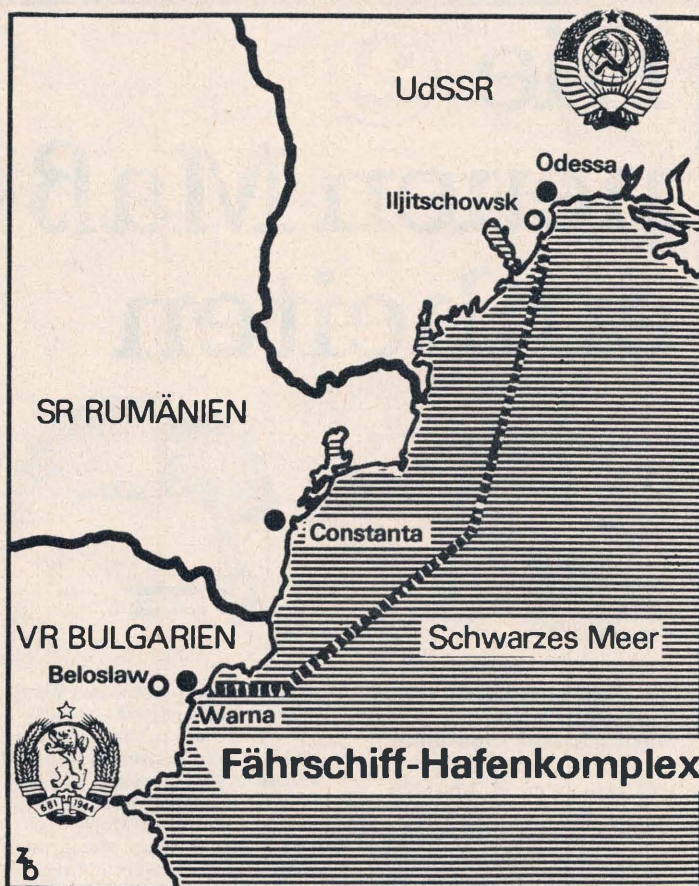 UdSSR
Odessa
Iljitschowsk
SR RUMÄNIEN
Constanta
VR BULGARIEN
Schwarzes Meer
Beloslaw
Warna
Fährschiff-Hafenkomplex
681 1944